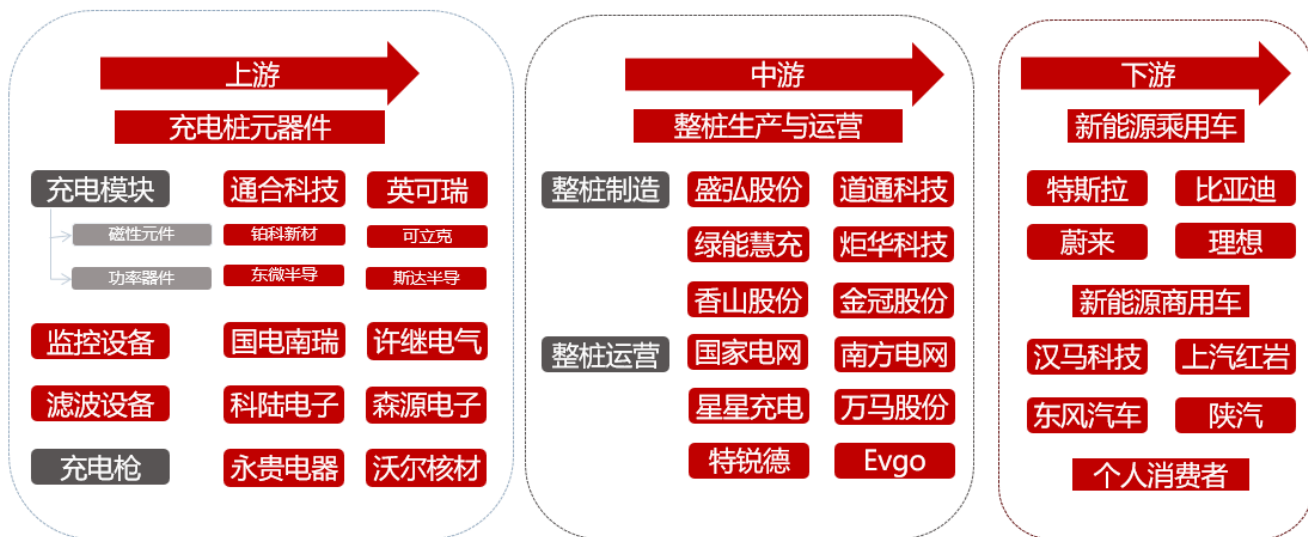 上游
充电桩元器件
充电模块 通合科技 英可瑞
磁性元件 铂科新材 可立克
功率器件 东微半导 斯达半导
监控设备 国电南瑞 许继电气
滤波设备 科陆电子 森源电子
充电枪 永贵电器 沃尔核材
中游
整桩生产与运营
整桩制造 盛弘股份 道通科技
绿能慧充 炬华科技
香山股份 金冠股份
整桩运营 国家电网 南方电网
星星充电 万马股份
特锐德 Evgo
下游
新能源乘用车
特斯拉 比亚迪
蔚来 理想
新能源商用车
汉马科技 上汽红岩
东风汽车 陕汽
个人消费者